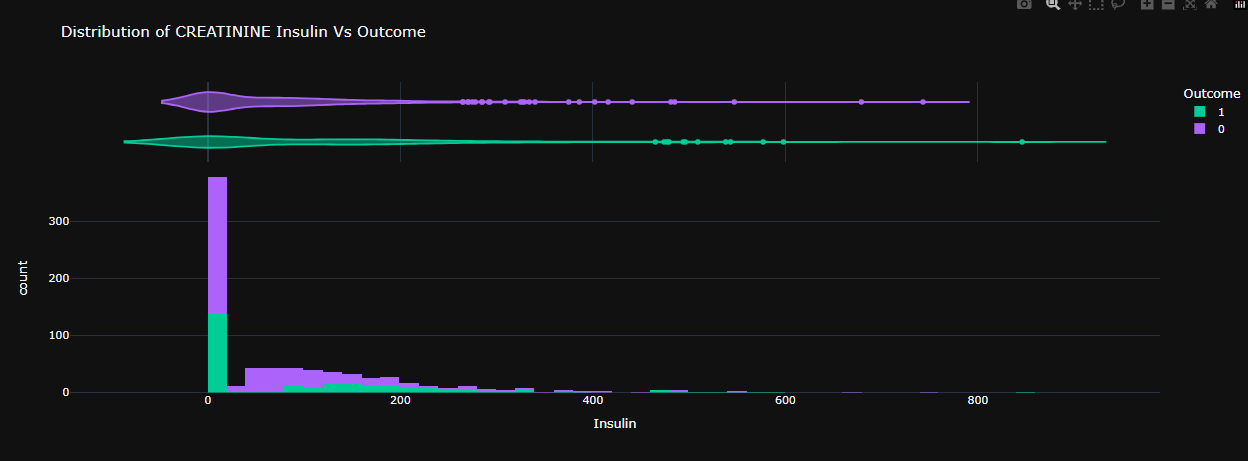 Distribution of CREATININE Insulin Vs Outcome
Outcome
1
0
300
200
100
0
count
0 200 400 600 800
Insulin